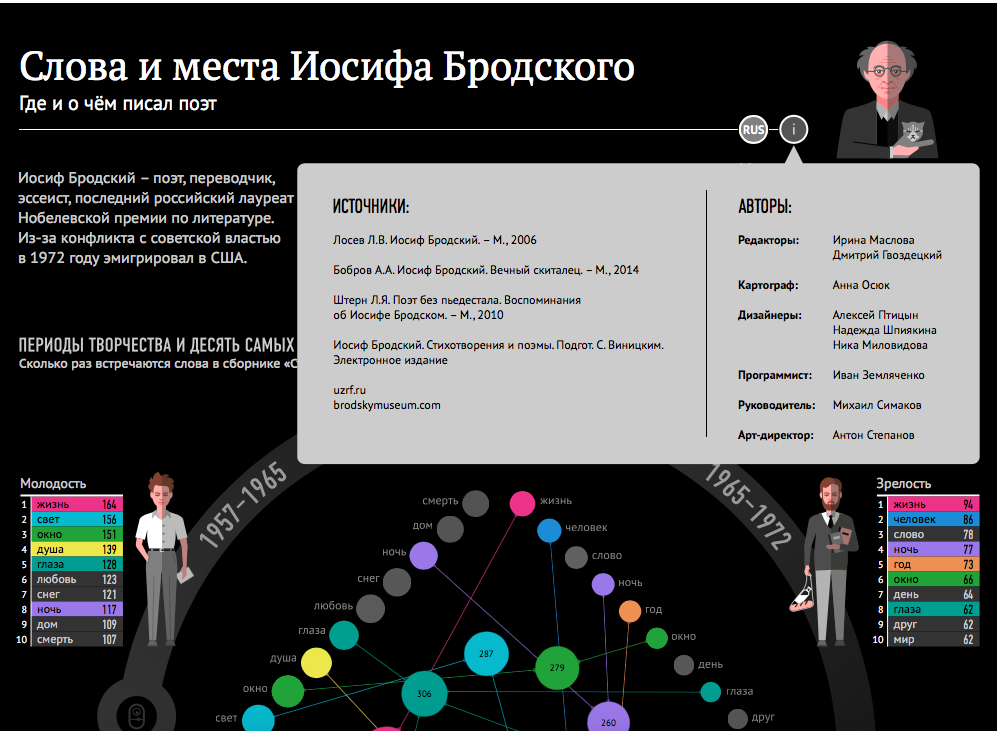 Слова и места Иосифа Бродского
Где и о чём писал поэт
RUS
i
Иосиф Бродский – поэт, переводчик,
эссеист, последний российский лауреат
Нобелевской премии по литературе.
Из-за конфликта с советской властью
в 1972 году эмигрировал в США.
ИСТОЧНИКИ:
Лосев Л.В. Иосиф Бродский. – М., 2006
Бобров А.А. Иосиф Бродский. Вечный скиталец. – М., 2014
Штерн Л.Я. Поэт без пьедестала. Воспоминания
об Иосифе Бродском. – М., 2010
Иосиф Бродский. Стихотворения и поэмы. Подгот. С. Виницким.
Электронное издание
uzrf.ru
brodskymuseum.com
АВТОРЫ:
Редакторы: Ирина Маслова
Дмитрий Гвоздецкий
Картограф: Анна Осюк
Дизайнеры: Алексей Птицын
Надежда Шпиякина
Ника Миловидова
Программист: Иван Земляченко
Руководитель: Михаил Симаков
Арт-директор: Антон Степанов
ПЕРИОДЫ ТВОРЧЕСТВА И ДЕСЯТЬ САМЫХ
Сколько раз встречаются слова в сборнике «С
Молодость
1 жизнь 164
2 свет 156
3 окно 151
4 душа 139
5 глаза 128
6 любовь 123
7 снег 121
8 ночь 117
9 дом 109
10 смерть 107
1957–1965
1965–1972
смерть
дом
ночь
снег
любовь
глаза
душа
окно
свет
жизнь
человек
слово
ночь
год
окно
день
глаза
друг
287
279
306
260
Зрелость
1 жизнь 94
2 человек 86
3 слово 78
4 ночь 77
5 год 73
6 окно 66
7 день 64
8 глаза 62
9 друг 62
10 мир 62